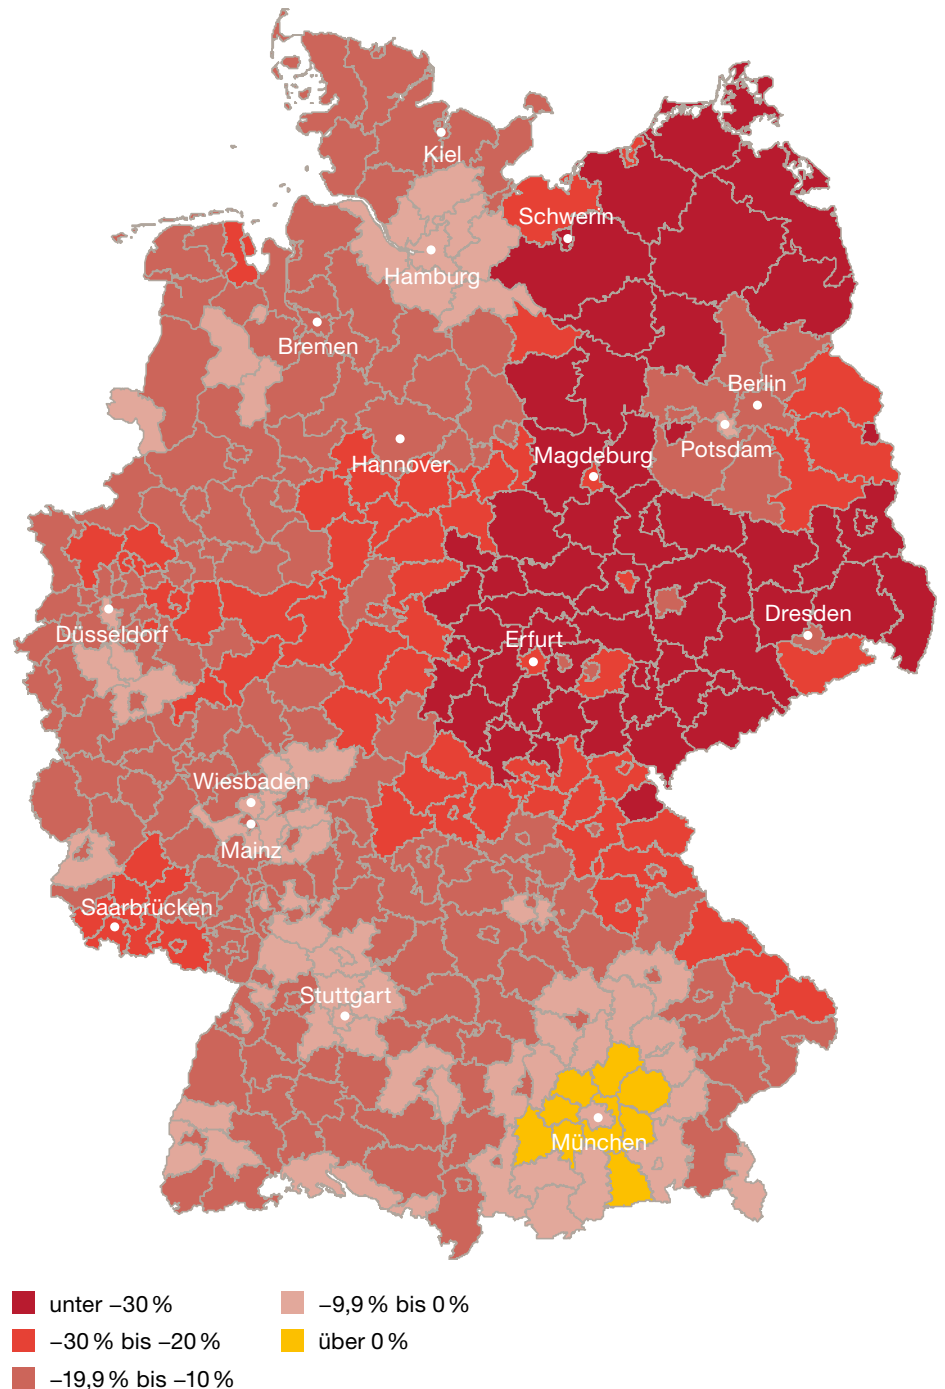 Kiel
Schwerin
Hamburg
Bremen
Berlin
Potsdam
Hannover
Magdeburg
Düsseldorf
Dresden
Erfurt
Wiesbaden
Mainz
Saarbrücken
Stuttgart
München
unter –30 %
–30 % bis –20 %
–19,9 % bis –10 %
–9,9 % bis 0 %
über 0 %